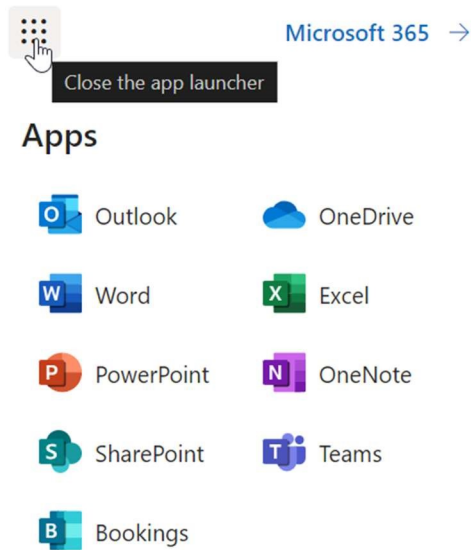 Microsoft 365 →
Close the app launcher
Apps
O Outlook
OneDrive
W Word
X Excel
P PowerPoint
N OneNote
S SharePoint
T Teams
B Bookings